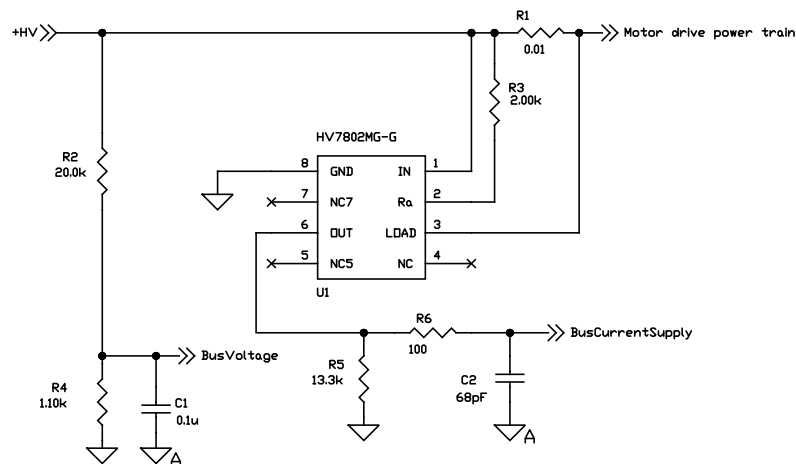 R1
+HV
Motor drive power train
0.01
R3
2.00k
HV7802MG-G
R2
20.0k
8 GND IN 1
7 NC7 Ra 2
6 OUT LOAD 3
5 NC5 NC 4
U1
R6
BusCurrentSupply
100
BusVoltage
R5
13.3k
R4
1.10k
C1
0.1u
C2
68pF
A
A